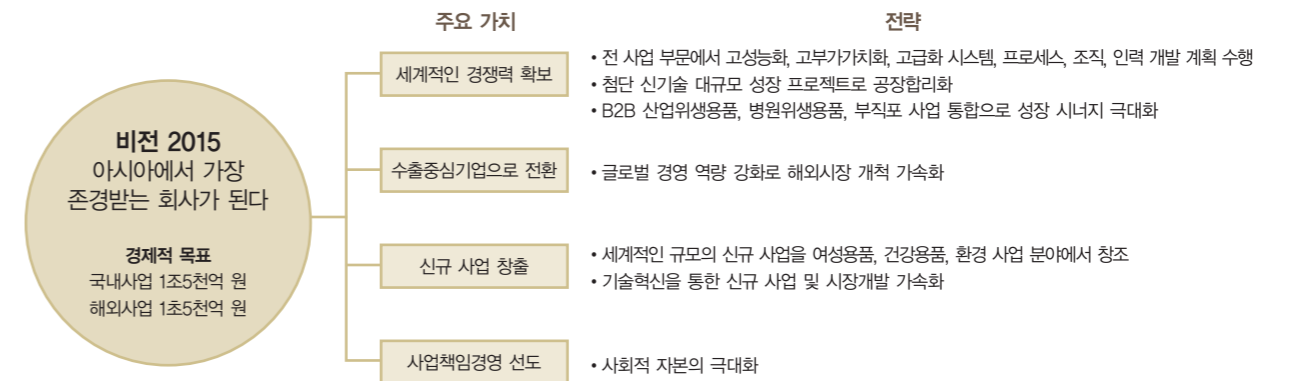 주요 가치
전략
비전 2015
아시아에서 가장
존경받는 회사가 된다
경제적 목표
국내사업 1조5천억 원
해외사업 1초5천억 원
세계적인 경쟁력 확보
• 전 사업 부문에서 고성능화, 고부가가치화, 고급화 시스템, 프로세스, 조직, 인력 개발 계획 수행
• 첨단 신기술 대규모 성장 프로젝트로 공장합리화
• B2B 산업위생용품, 병원위생용품, 부직포 사업 통합으로 성장 시너지 극대화
수출중심기업으로 전환
• 글로벌 경영 역량 강화로 해외시장 개척 가속화
신규 사업 창출
• 세계적인 규모의 신규 사업을 여성용품, 건강용품, 환경 사업 분야에서 창조
• 기술혁신을 통한 신규 사업 및 시장개발 가속화
사업책임경영 선도
• 사회적 자본의 극대화